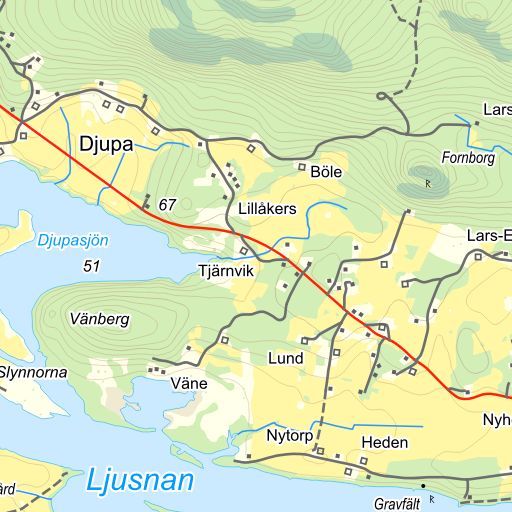 Lars
Djupa
Fornborg
Böle
67
Lillåkers
Djupasjön
Lars-E
51
Tjärnvik
Vänberg
Lund
Slynnorna
Väne
Nyh
Nytorp
Heden
Ljusnan
ård
Gravfält